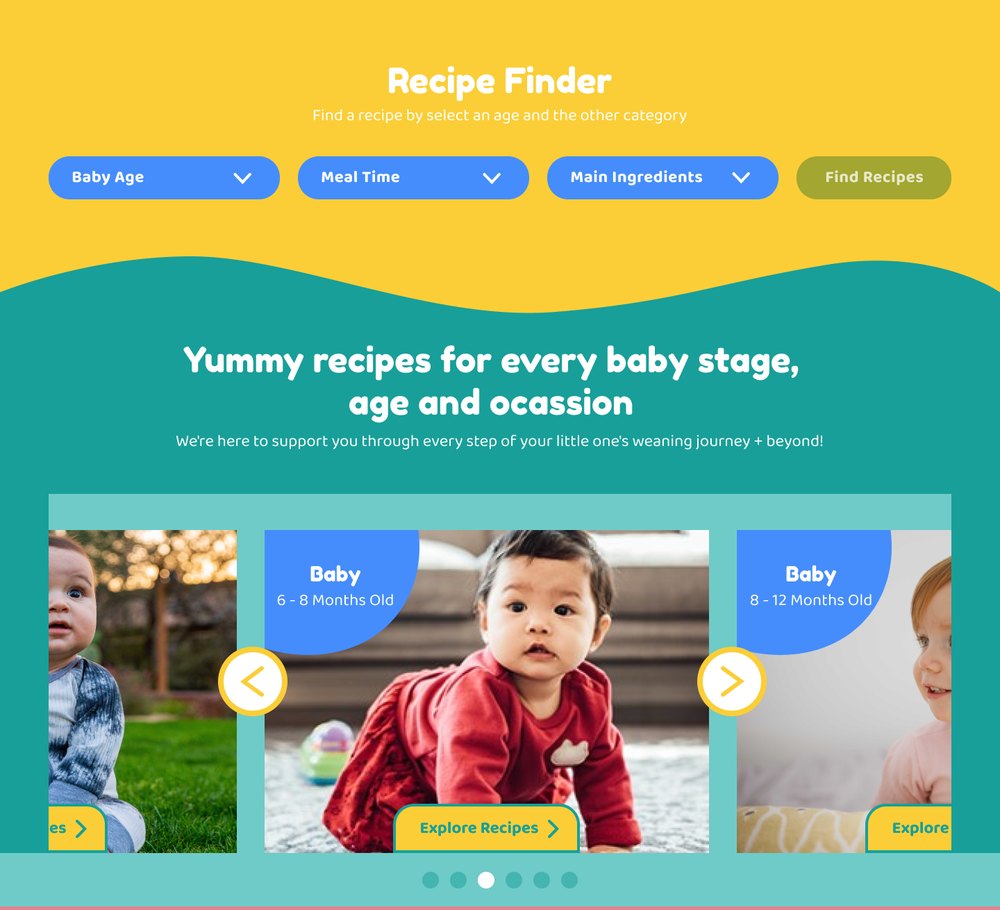 Recipe Finder
Find a recipe by select an age and the other category
Baby Age
Meal Time
Main Ingredients
Find Recipes
Yummy recipes for every baby stage,
age and ocassion
We're here to support you through every step of your little one's weaning journey + beyond!
Baby
6 - 8 Months Old
Baby
8 - 12 Months Old
es
Explore Recipes
Explore